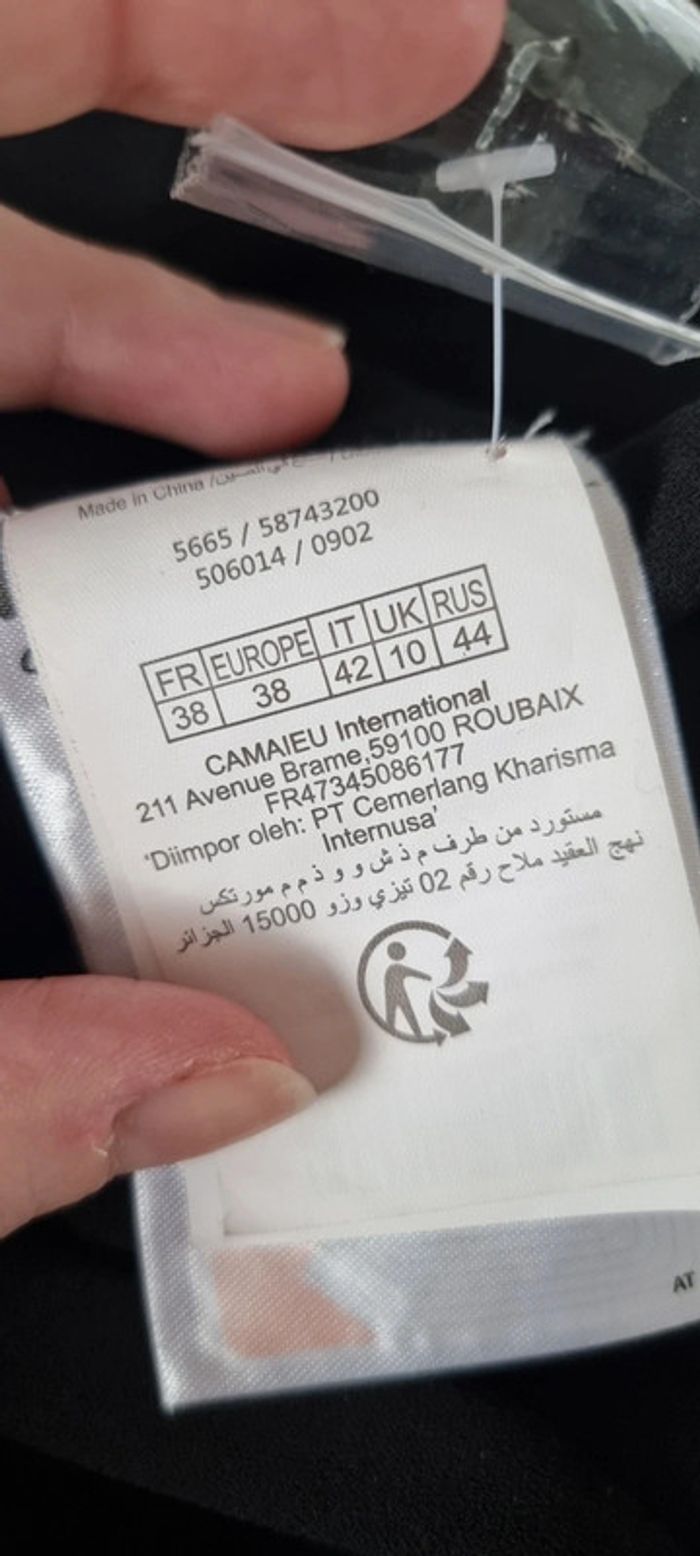 Made in China /
5665 / 58743200
506014 / 0902
FR EUROPE IT UK RUS
38 38 42 10 44
CAMAIEU International
211 Avenue Brame,59100 ROUBAIX
FR47345086177
'Diimpor oleh: PT Cemerlang Kharisma
Internusa'
مستورد من طرف م ذ ش و و ذ م م مورتكس
نهج العقيد ملاح رقم 02 تيزي وزو 15000 الجزائر
AT